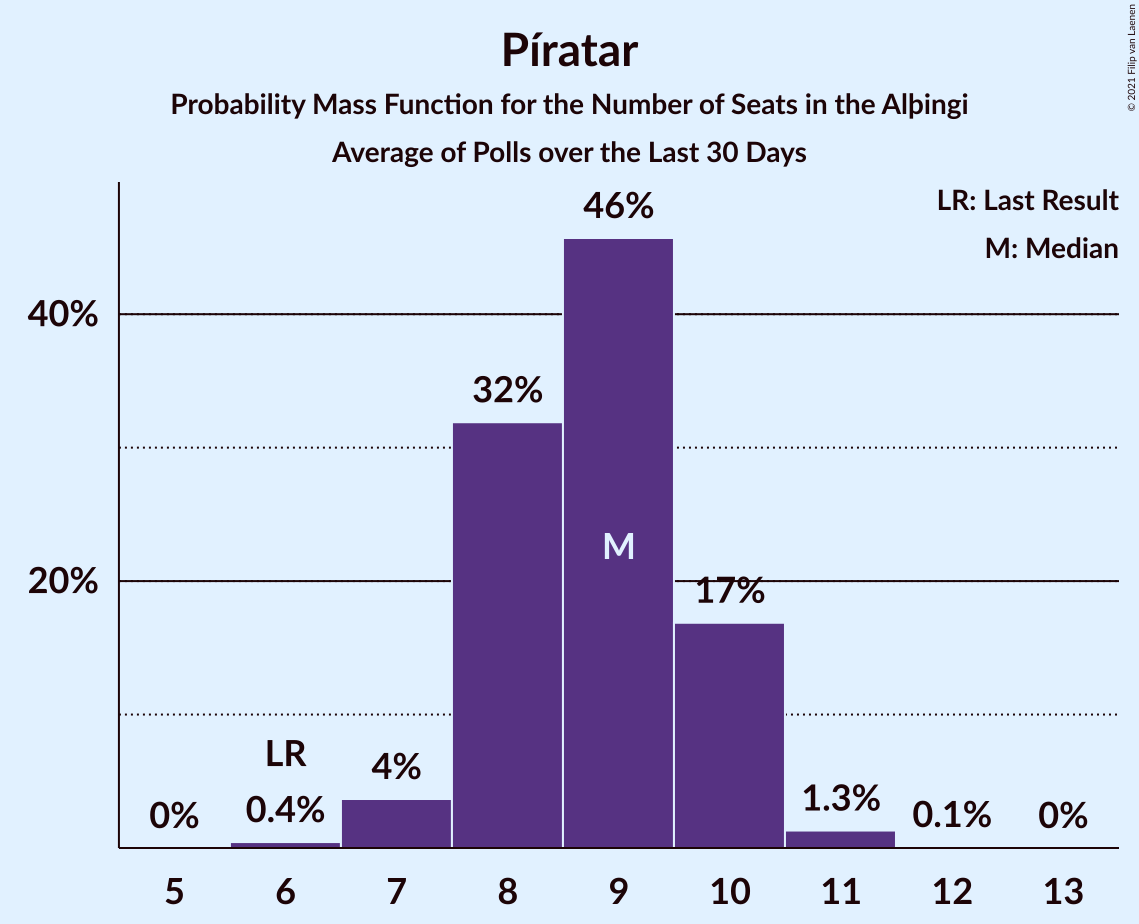 Píratar
Probability Mass Function for the Number of Seats in the Alþingi
Average of Polls over the Last 30 Days
© 2021 Filip van Laenen
LR: Last Result
M: Median
40%
20%
0%
LR
0.4%
4%
32%
46%
M
17%
1.3%
0.1%
0%
5 6 7 8 9 10 11 12 13